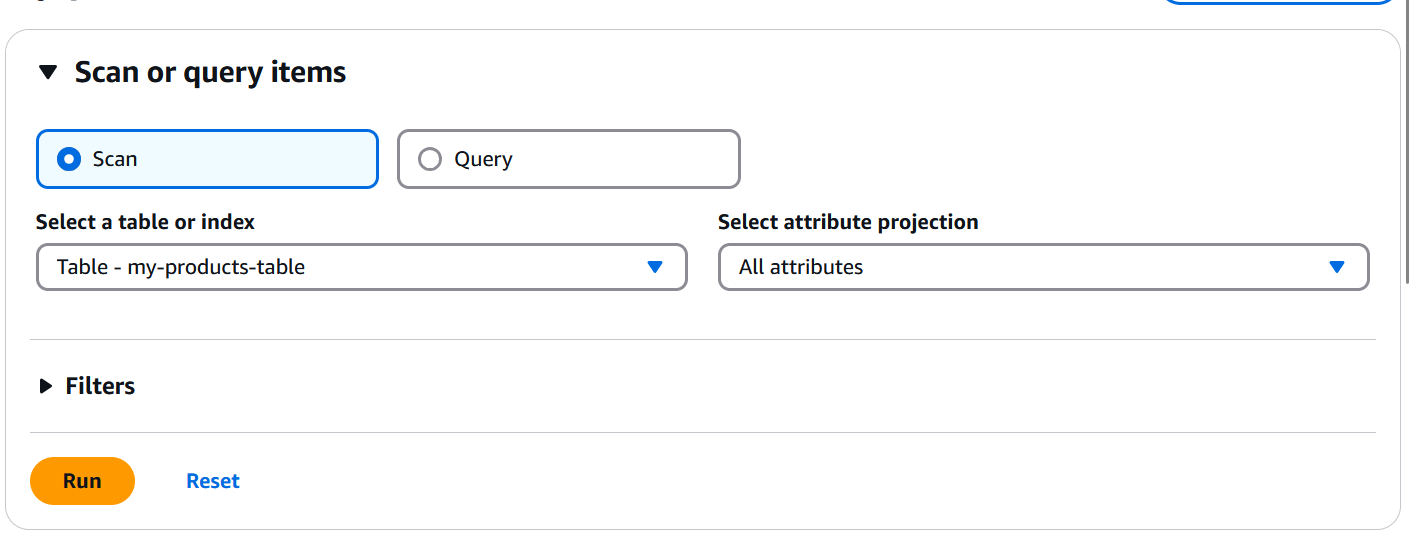 Scan or query items
Scan
Query
Select a table or index
Select attribute projection
Table - my-products-table
All attributes
Filters
Run
Reset